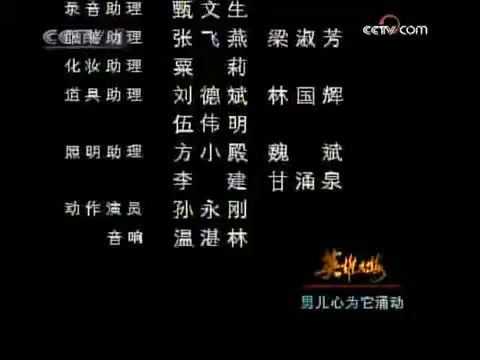 录音助理 甄文生
CCTV.com
服装助理 张飞燕 梁淑芳
化妆助理 粟莉
道具助理 刘德斌 林国辉
伍伟明
照明助理 方小殿 魏斌
李建 甘涌泉
动作演员 孙永刚
音响 温湛林
男儿心为它涌动